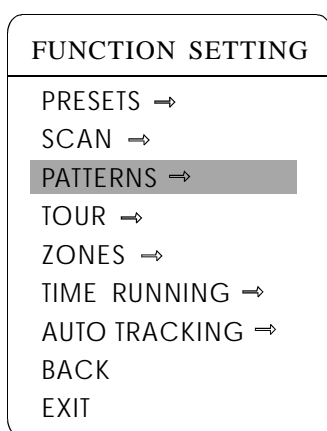 FUNCTION SETTING
PRESETS ⇒
SCAN ⇒
PATTERNS ⇒
TOUR ⇒
ZONES ⇒
TIME RUNNING ⇒
AUTO TRACKING ⇒
BACK
EXIT